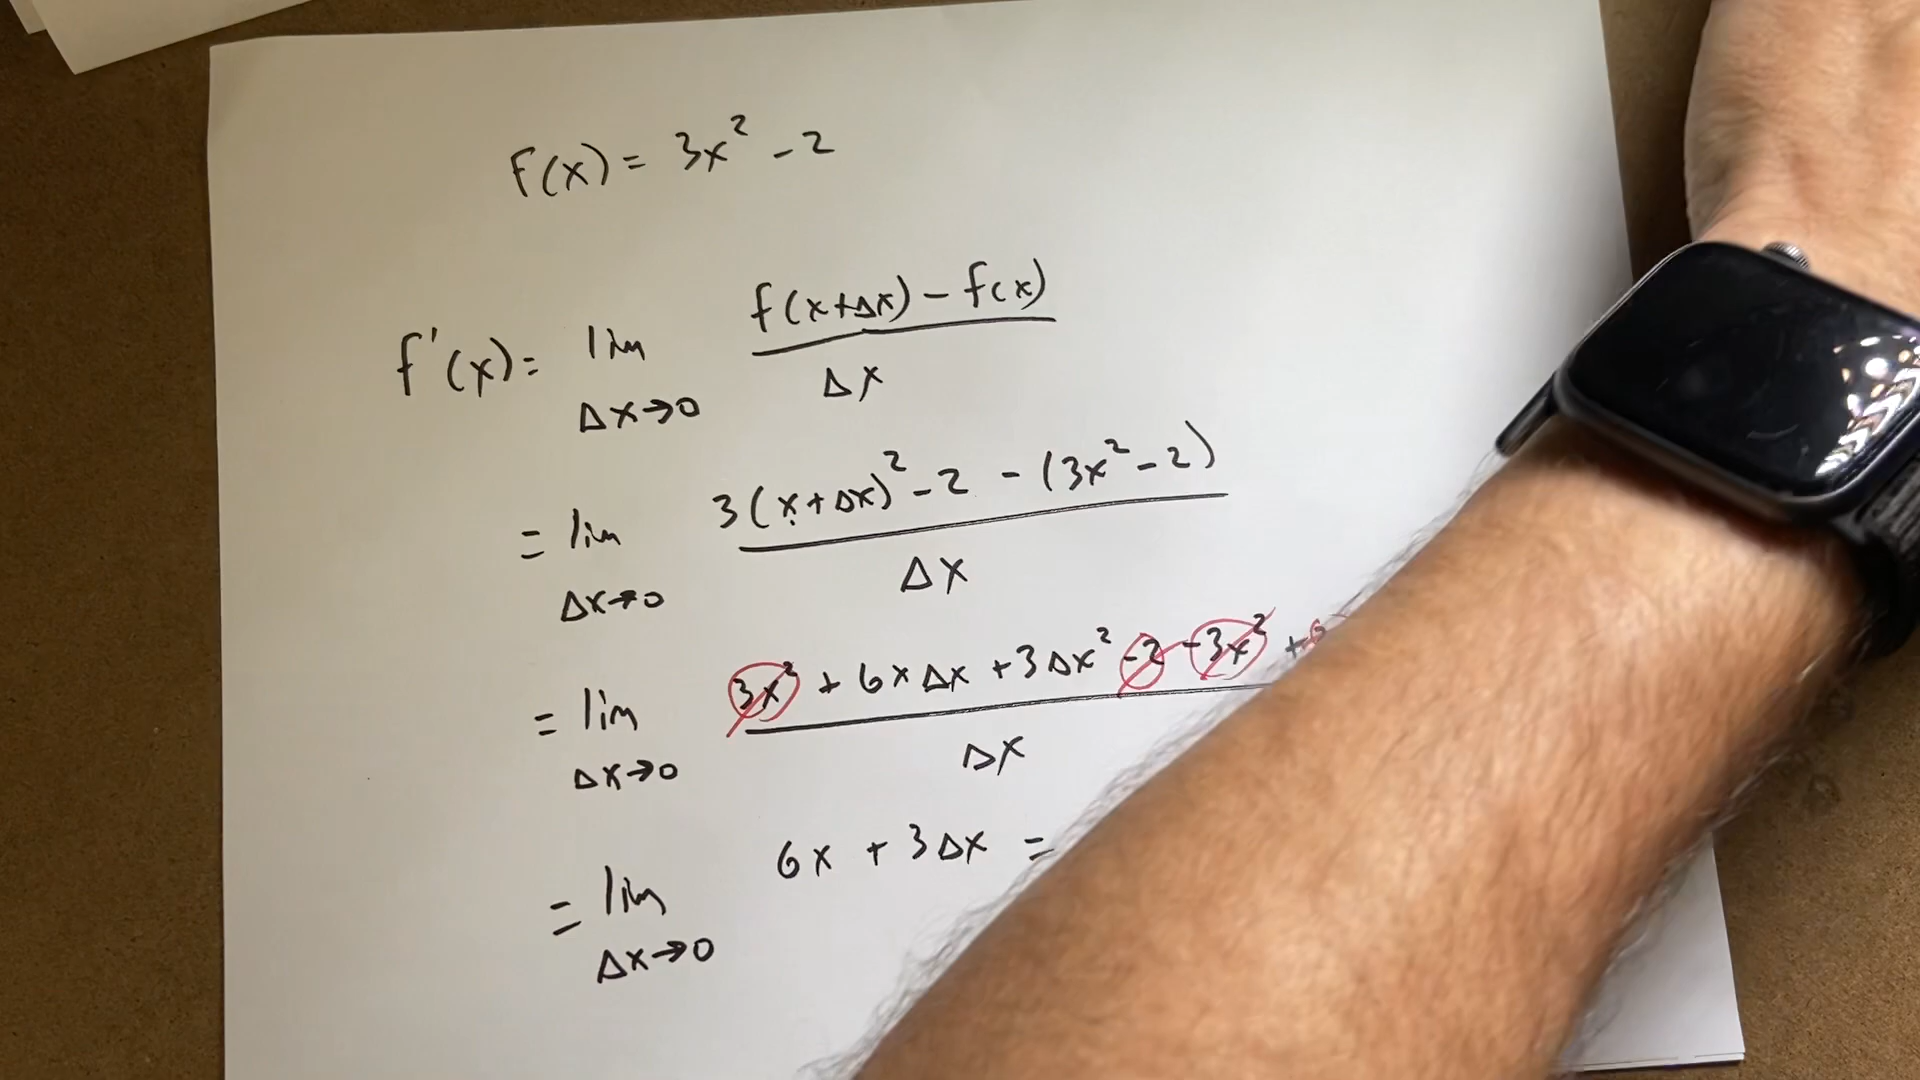 f(x) = 3x² - 2
f'(x) = lim Δx→0 f(x+Δx) - f(x) / Δx
= lim Δx→0 3(x+Δx)² - 2 - (3x² - 2) / Δx
= lim Δx→0 3x² + 6xΔx + 3Δx² - 2 - 3x² + / Δx
= lim Δx→0 6x + 3Δx =